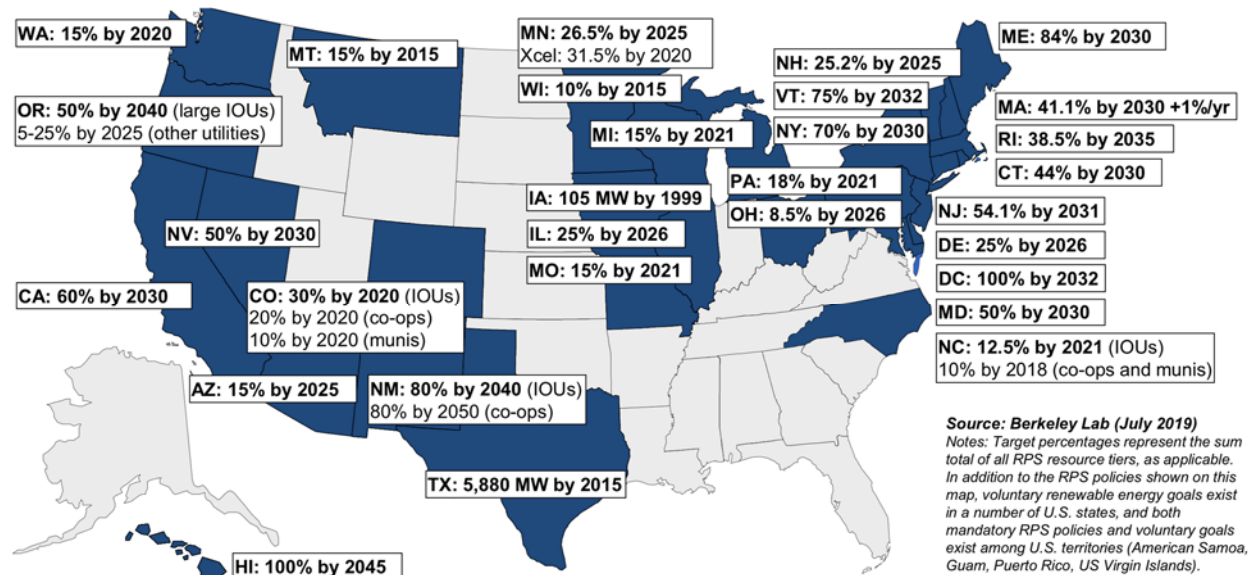 WA: 15% by 2020
MT: 15% by 2015
MN: 26.5% by 2025
Xcel: 31.5% by 2020
ME: 84% by 2030
NH: 25.2% by 2025
WI: 10% by 2015
VT: 75% by 2032
OR: 50% by 2040 (large IOUs)
5-25% by 2025 (other utilities)
MA: 41.1% by 2030 +1%/yr
MI: 15% by 2021
NY: 70% by 2030
RI: 38.5% by 2035
CT: 44% by 2030
PA: 18% by 2021
IA: 105 MW by 1999
OH: 8.5% by 2026
NJ: 54.1% by 2031
NV: 50% by 2030
IL: 25% by 2026
DE: 25% by 2026
MO: 15% by 2021
DC: 100% by 2032
CA: 60% by 2030
CO: 30% by 2020 (IOUs)
20% by 2020 (co-ops)
10% by 2020 (munis)
MD: 50% by 2030
NC: 12.5% by 2021 (IOUs)
10% by 2018 (co-ops and munis)
AZ: 15% by 2025
NM: 80% by 2040 (IOUs)
80% by 2050 (co-ops)
TX: 5,880 MW by 2015
HI: 100% by 2045
Source: Berkeley Lab (July 2019)
Notes: Target percentages represent the sum
total of all RPS resource tiers, as applicable.
In addition to the RPS policies shown on this
map, voluntary renewable energy goals exist
in a number of U.S. states, and both
mandatory RPS policies and voluntary goals
exist among U.S. territories (American Samoa,
Guam, Puerto Rico, US Virgin Islands).